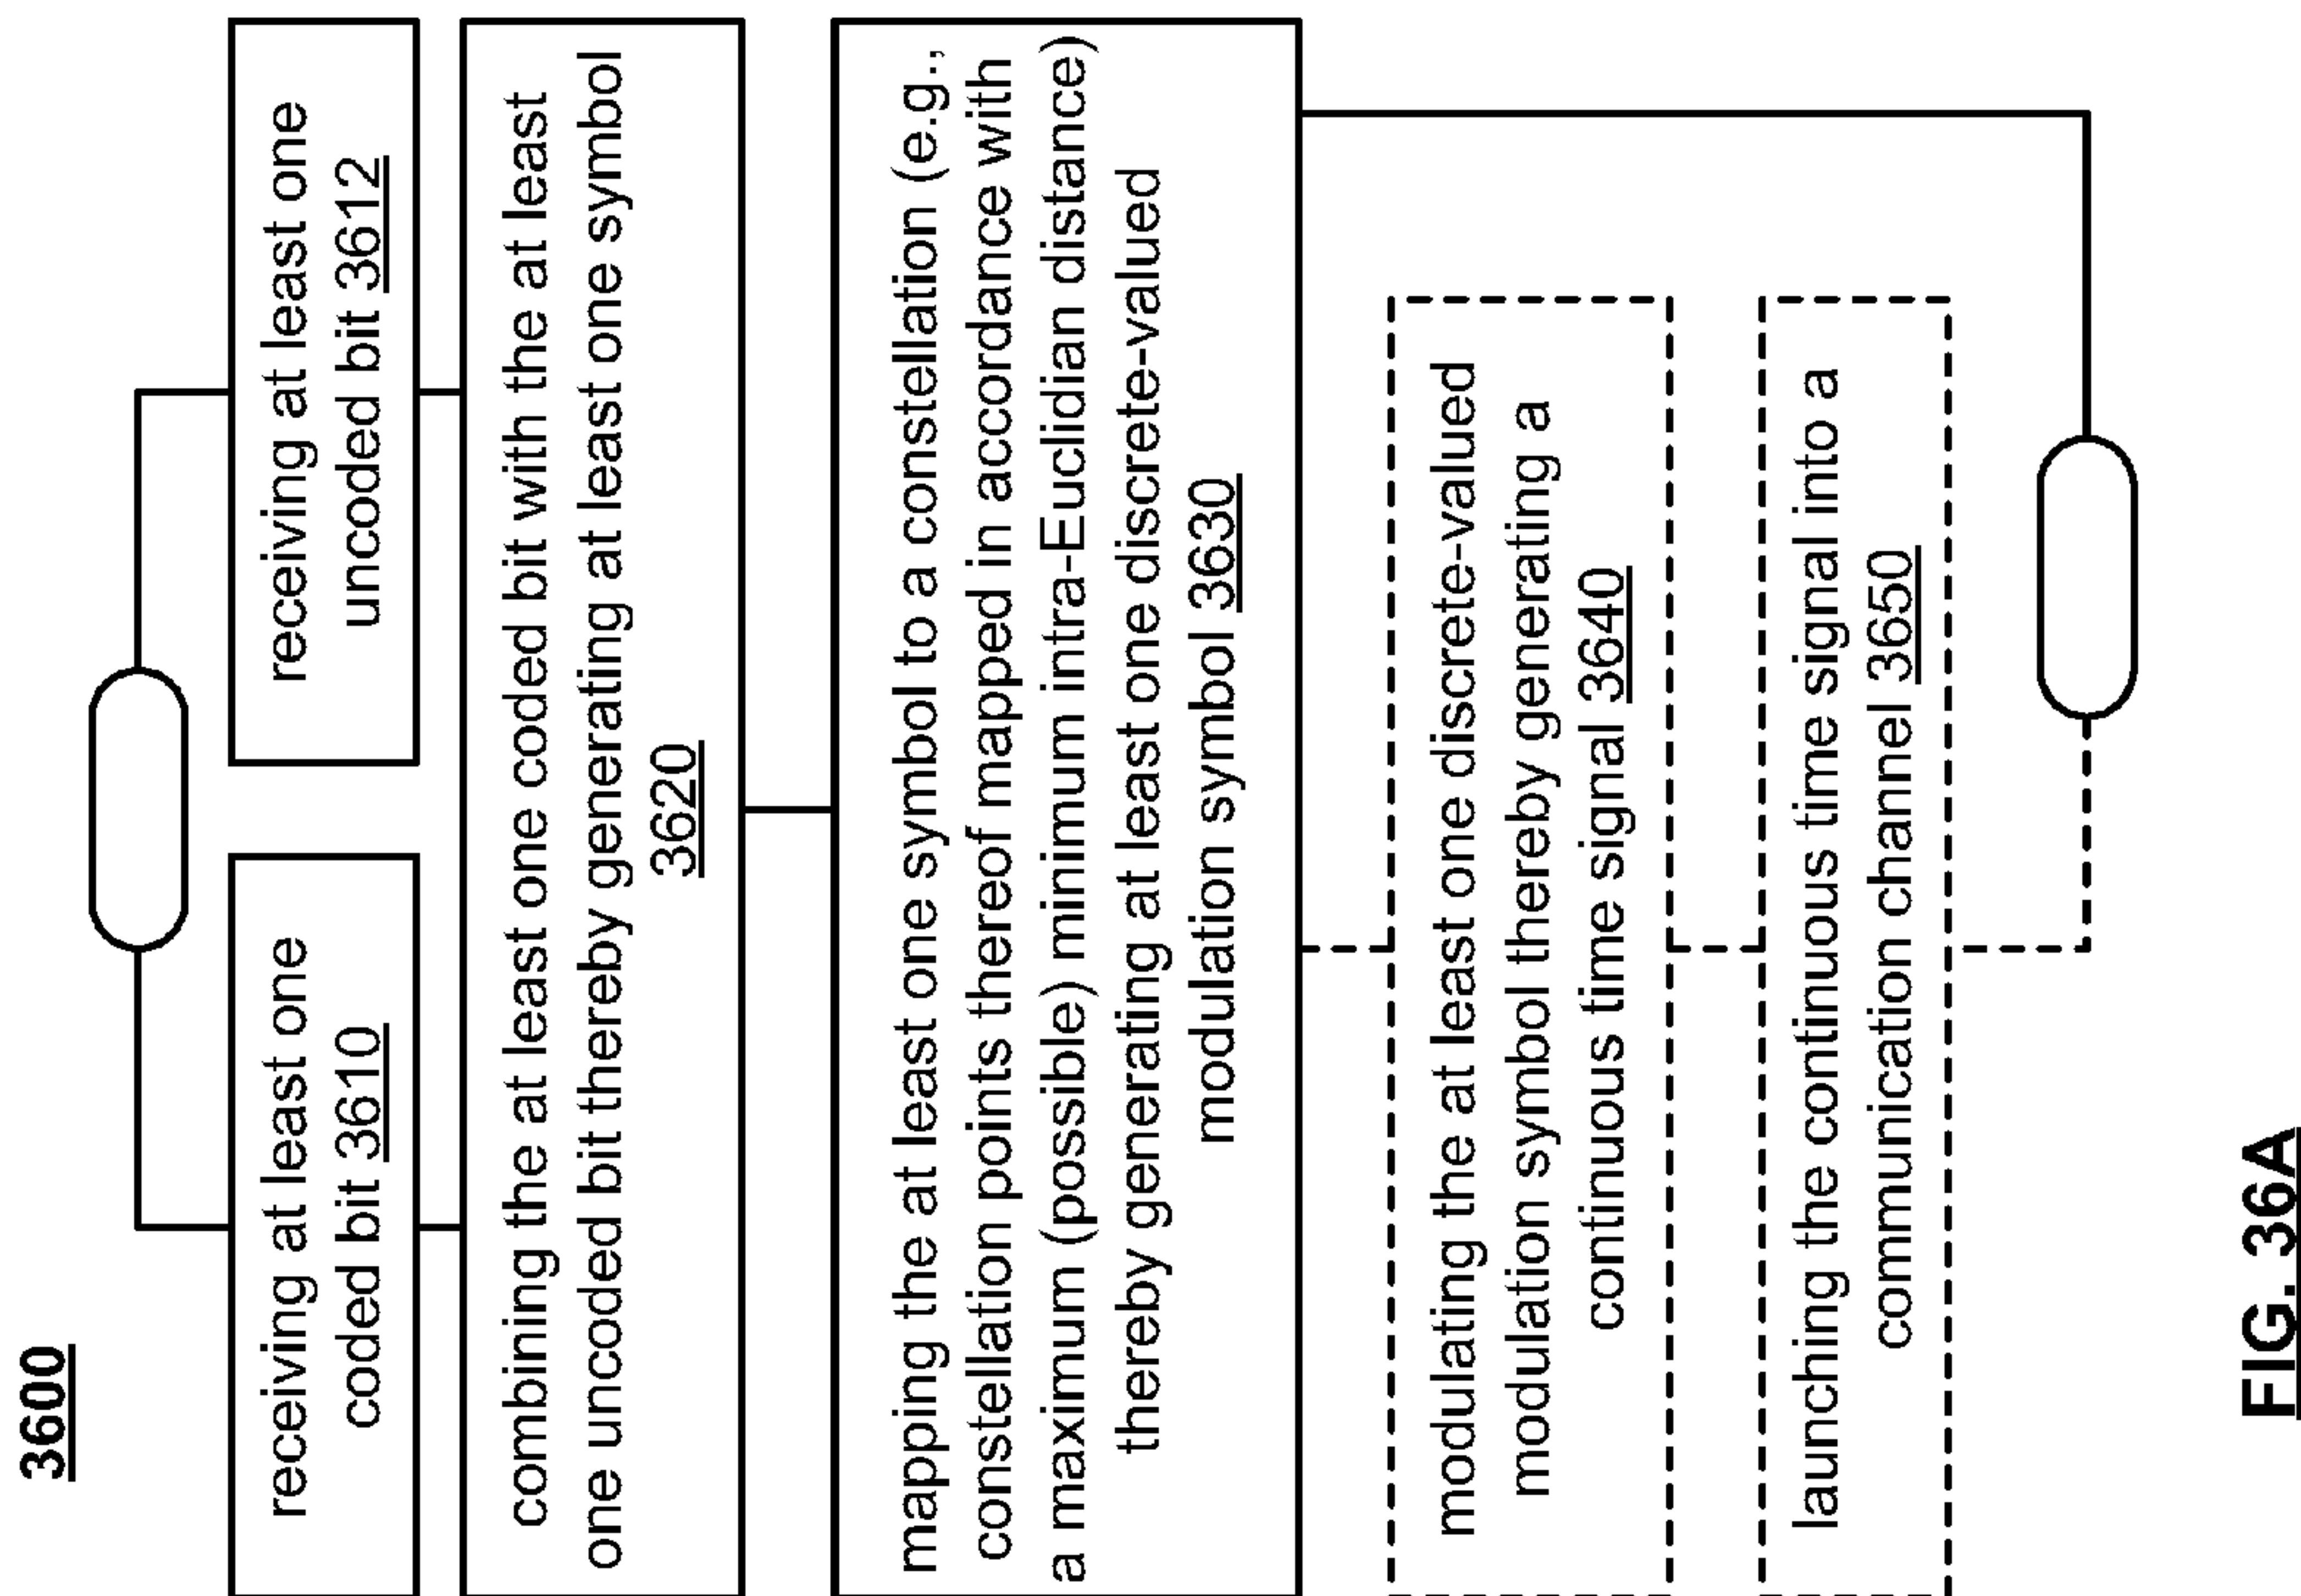 3600
receiving at least one
coded bit 3610
receiving at least one
uncoded bit 3612
combining the at least one coded bit with the at least
one uncoded bit thereby generating at least one symbol
3620
mapping the at least one symbol to a constellation (e.g.,
constellation points thereof mapped in accordance with
a maximum (possible) minimum intra-Euclidian distance)
thereby generating at least one discrete-valued
modulation symbol 3630
modulating the at least one discrete-valued
modulation symbol thereby generating a
continuous time signal 3640
launching the continuous time signal into a
communication channel 3650
FIG. 36A